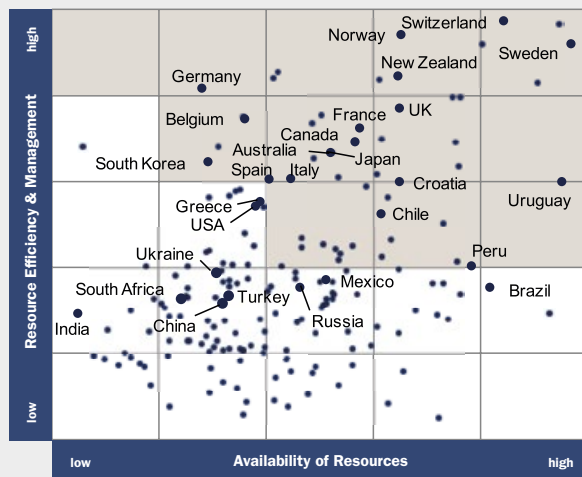 high
Resource Efficiency & Management
low
Switzerland
Norway
Sweden
New Zealand
Germany
Belgium
France
UK
Canada
Australia
Japan
South Korea
Spain
Italy
Croatia
Uruguay
Greece
USA
Chile
Ukraine
Peru
South Africa
Turkey
Mexico
Brazil
India
China
Russia
low
Availability of Resources
high